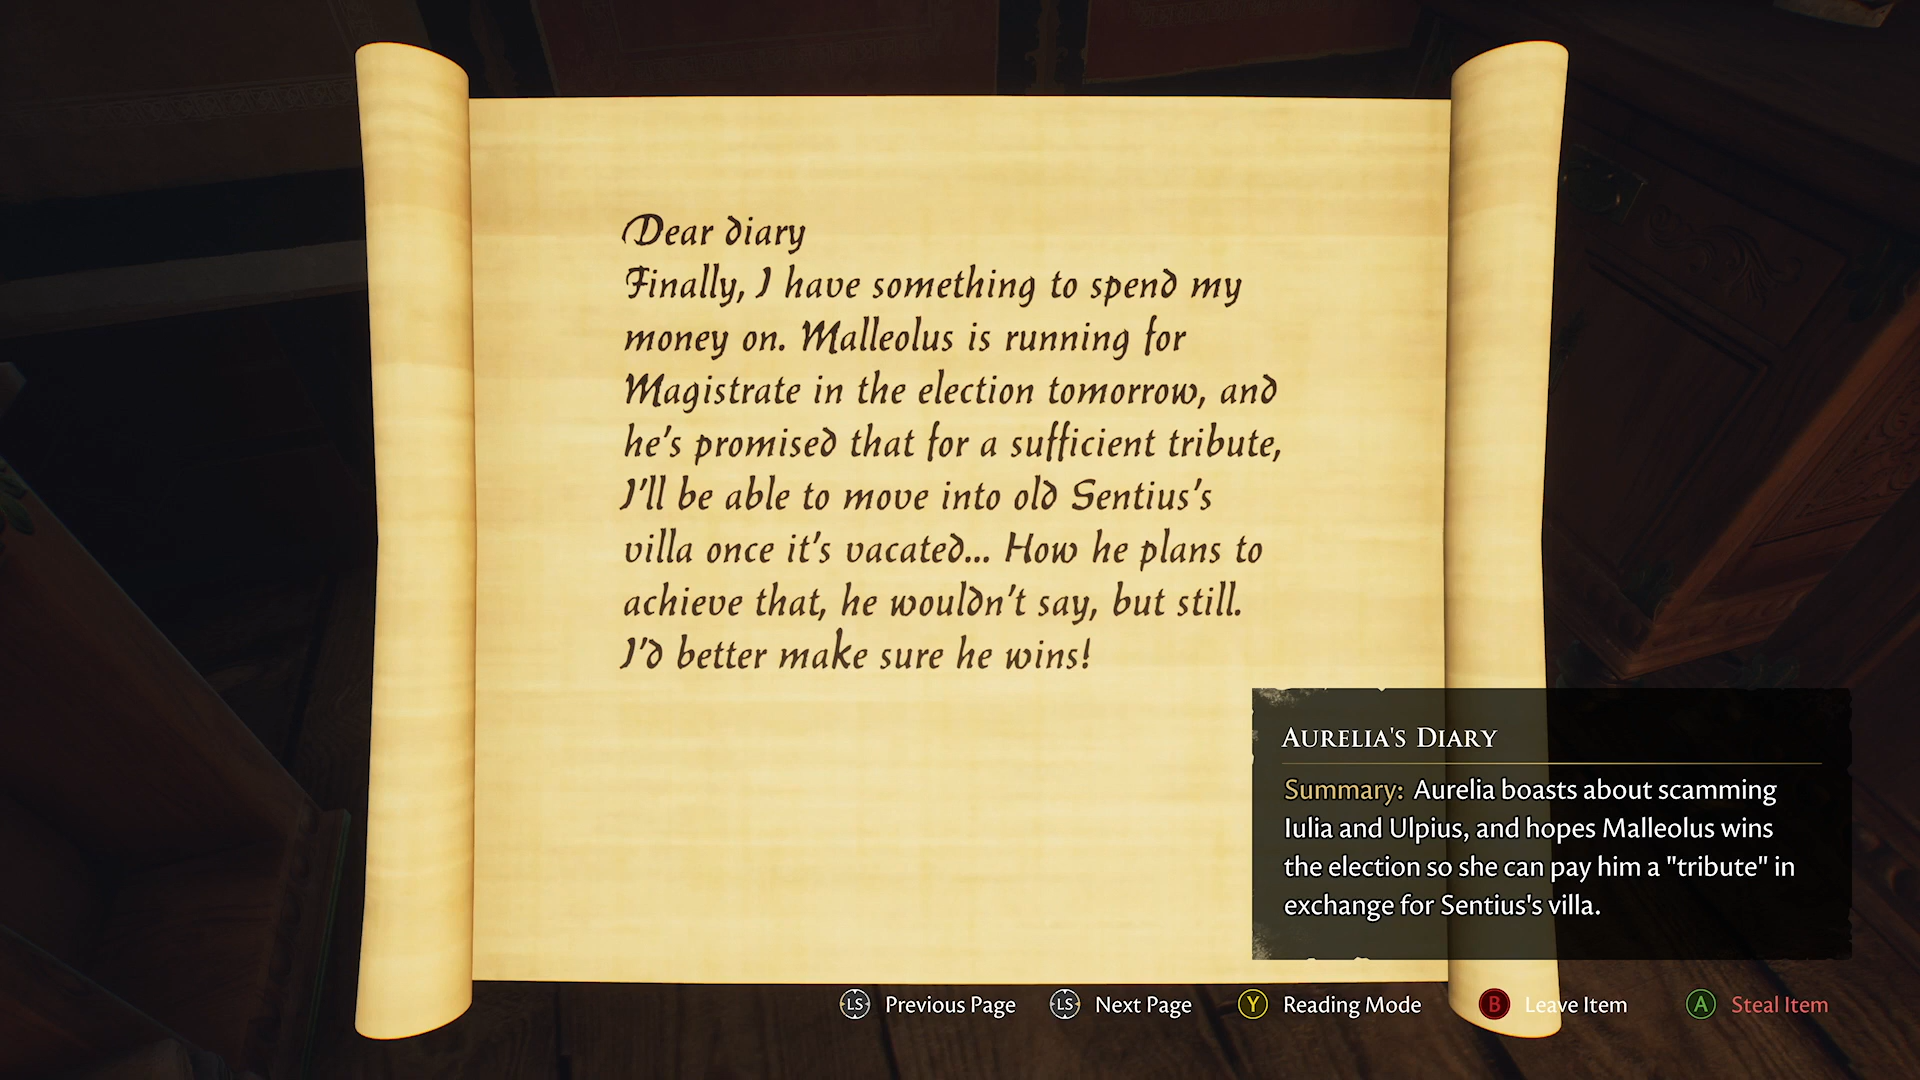 Dear diary
Finally, I have something to spend my
money on. Malleolus is running for
Magistrate in the election tomorrow, and
he's promised that for a sufficient tribute,
I'll be able to move into old Sentius's
villa once it's vacated... How he plans to
achieve that, he wouldn't say, but still.
I'd better make sure he wins!
AURELIA'S DIARY
Summary: Aurelia boasts about scamming
Iulia and Ulpius, and hopes Malleolus wins
the election so she can pay him a "tribute" in
exchange for Sentius's villa.
LS Previous Page LS Next Page Y Reading Mode B Leave Item A Steal Item